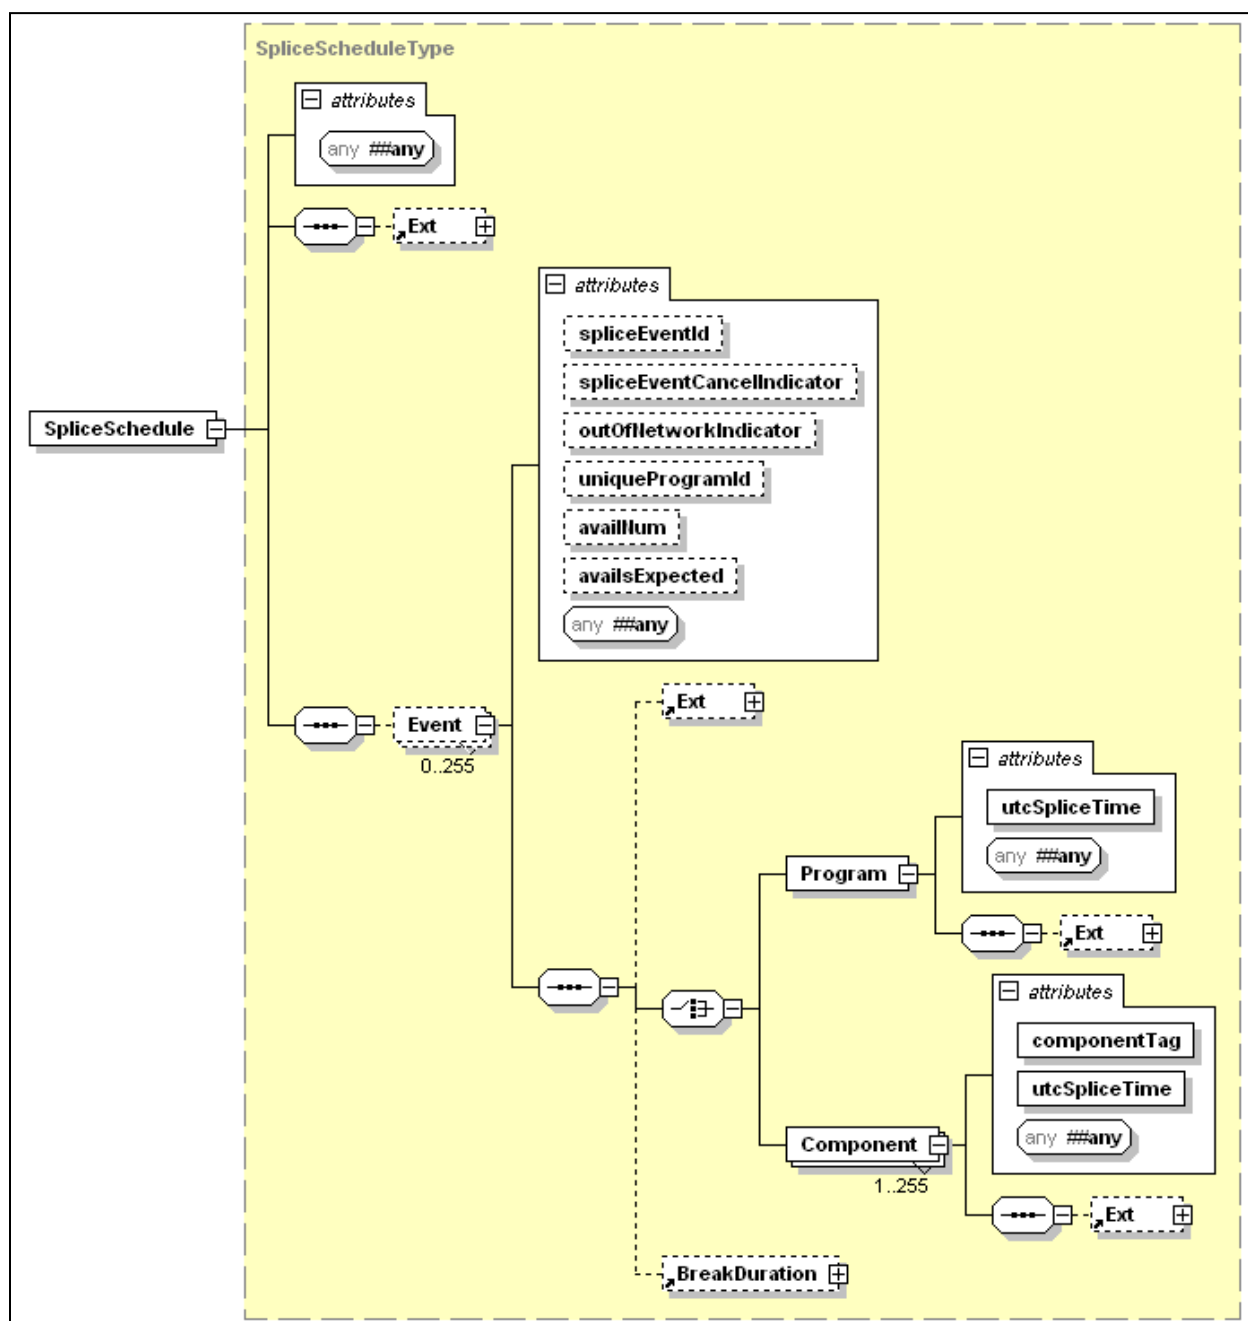 SpliceScheduleType
attributes
any ##any
Ext
attributes
spliceEventId
spliceEventCancelIndicator
outOfNetworkIndicator
SpliceSchedule
uniqueProgramId
availNum
availsExpected
any ##any
Ext
Event
0..255
attributes
utcSpliceTime
any ##any
Program
Ext
attributes
componentTag
utcSpliceTime
any ##any
Component
1..255
Ext
BreakDuration